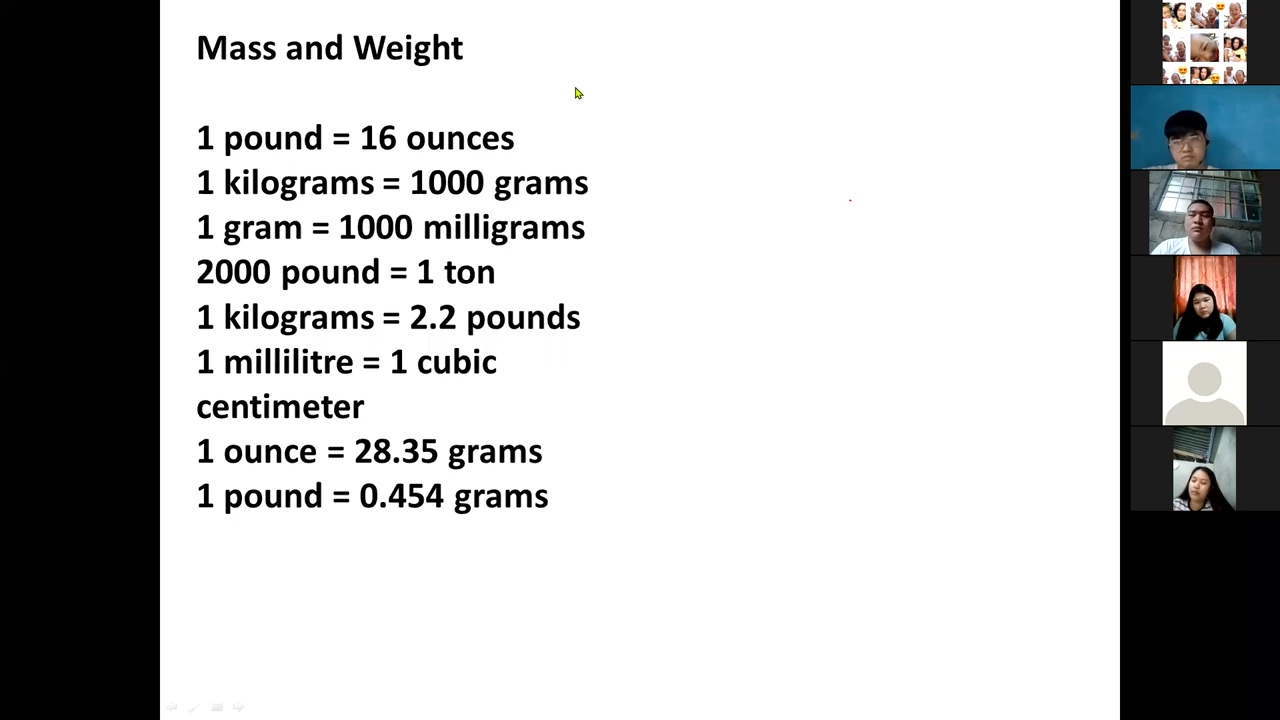 Mass and Weight
1 pound = 16 ounces
1 kilograms = 1000 grams
1 gram = 1000 milligrams
2000 pound = 1 ton
1 kilograms = 2.2 pounds
1 millilitre = 1 cubic
centimeter
1 ounce = 28.35 grams
1 pound = 0.454 grams